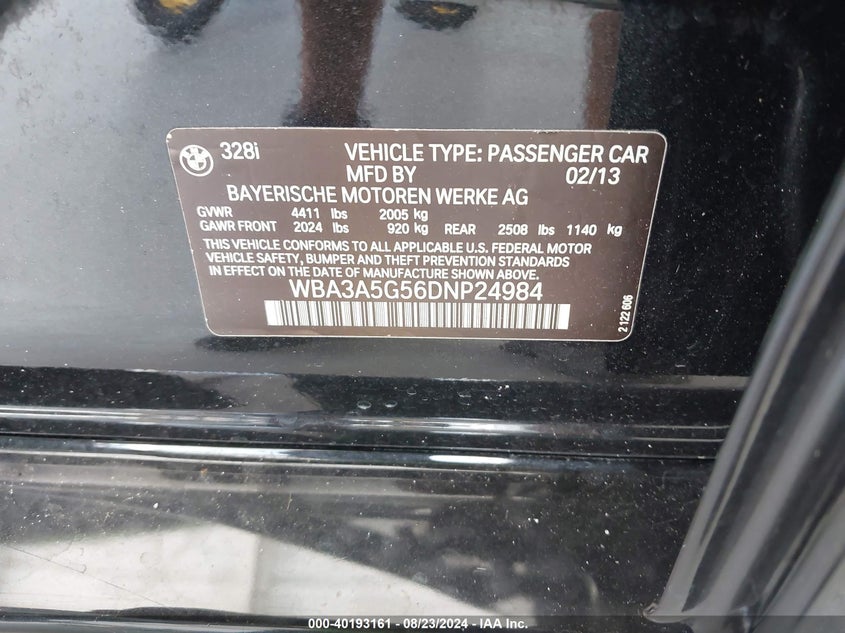 328i VEHICLE TYPE: PASSENGER CAR
MFD BY 02/13
BAYERISCHE MOTOREN WERKE AG
GVWR 4411 lbs 2005 kg
GAWR FRONT 2024 lbs 920 kg REAR 2508 lbs 1140 kg
THIS VEHICLE CONFORMS TO ALL APPLICABLE U.S. FEDERAL MOTOR
VEHICLE SAFETY, BUMPER AND THEFT PREVENTION STANDARDS
IN EFFECT ON THE DATE OF MANUFACTURE SHOWN ABOVE.
WBA3A5G56DNP24984
2 122 606
000-40193161 - 08/23/2024 - IAA Inc.